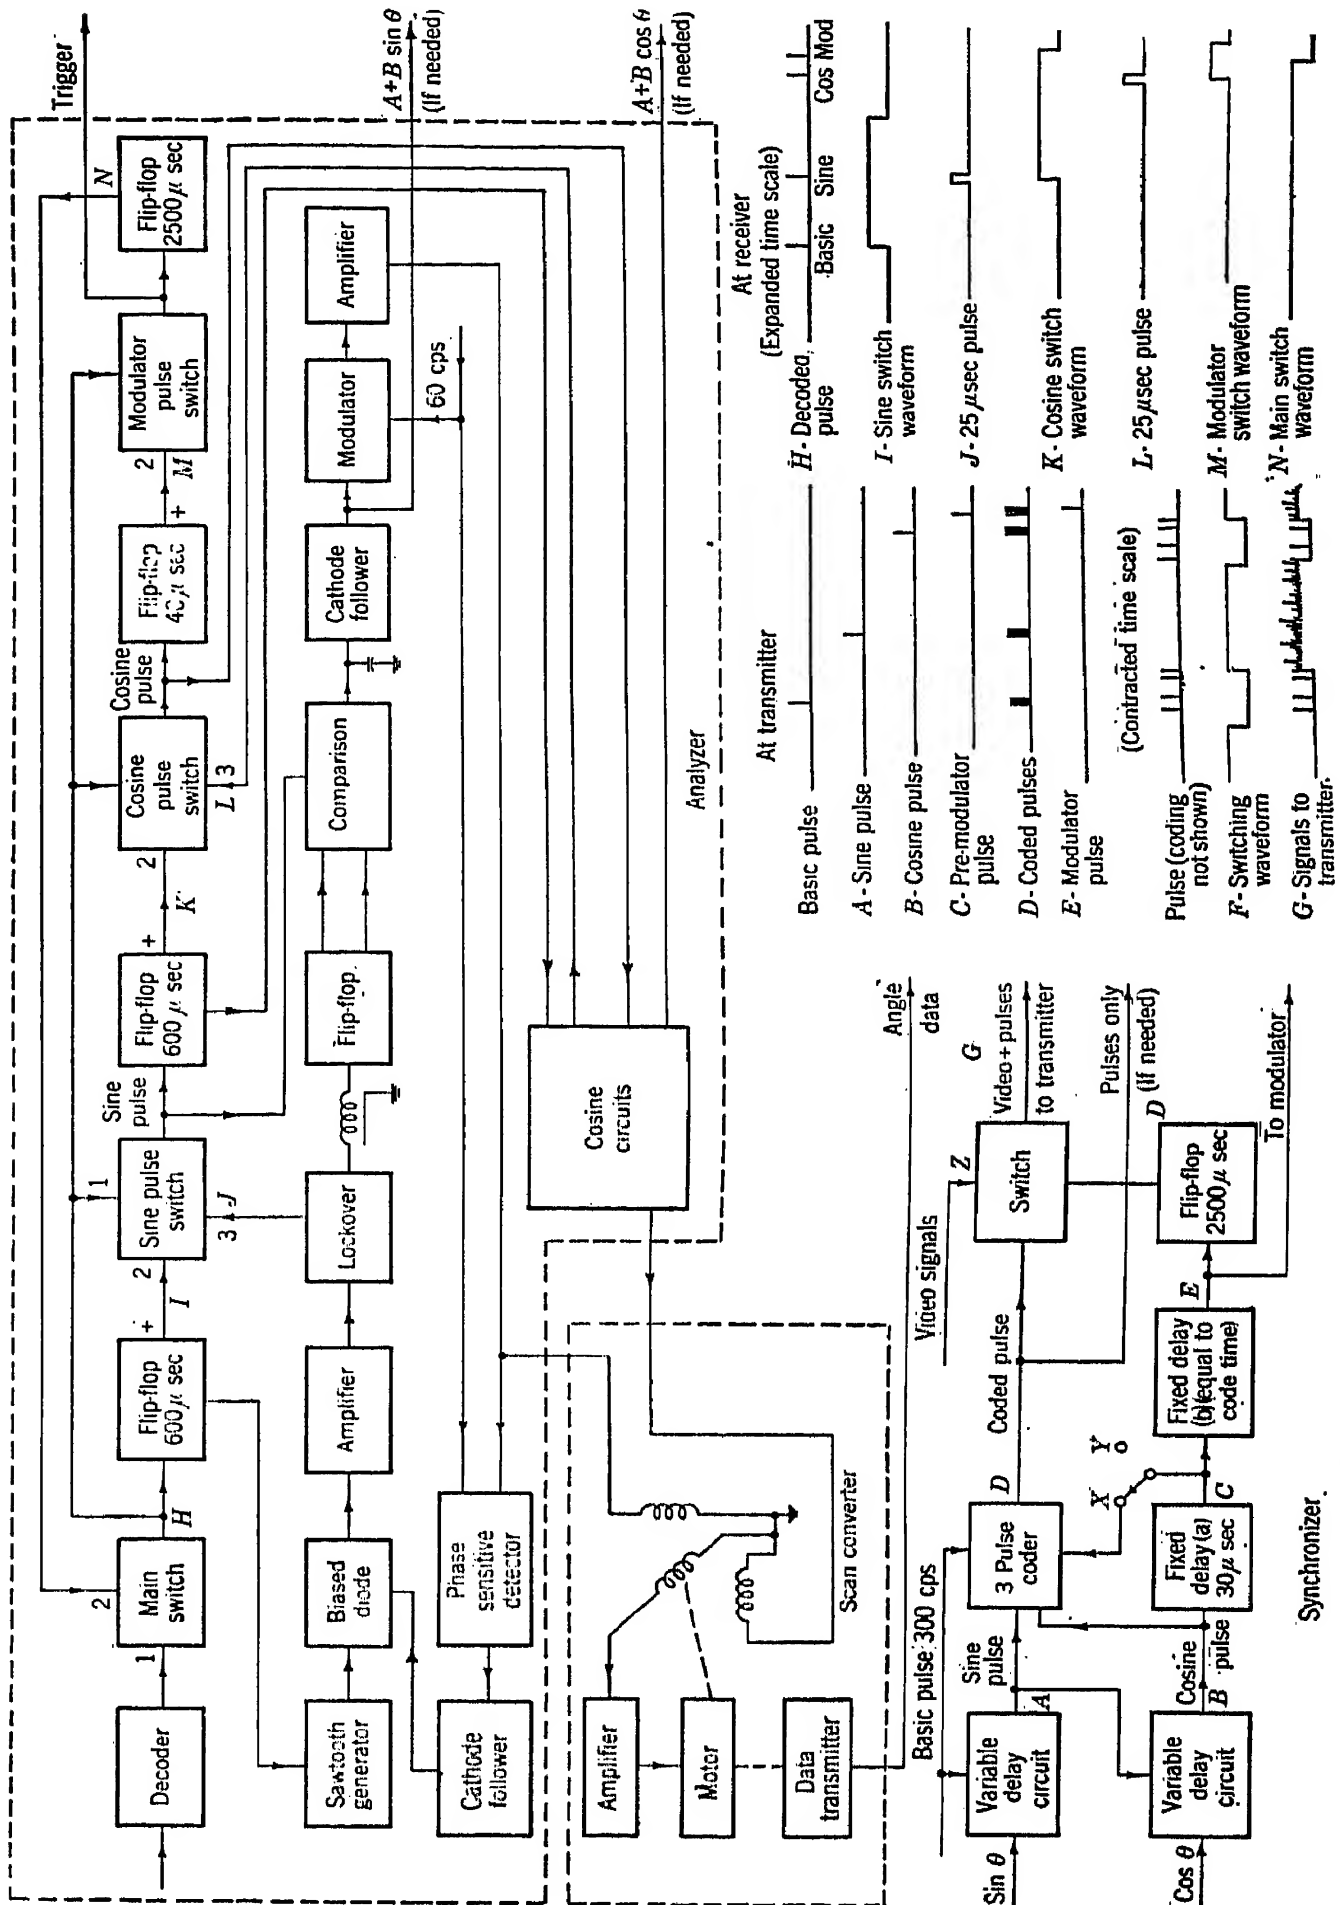 Trigger
A+B sin θ
(If needed)
A+B cos θ
(If needed)
Decoder
1
Main
switch
2
H
Flip-flop
600μ sec
+
I
2
Sine pulse
switch
1
3
J
Sine
pulse
Flip-flop
600μ sec
+
K
2
Cosine
pulse
switch
L 3
Cosine
pulse
Flip-flop
40μ sec
+
M
2
Modulator
pulse
switch
Flip-flop
2500μ sec
N
Sawtooth
generator
Biased
diode
Amplifier
Lockover
Flip-flop
Comparison
Cathode
follower
Modulator
Amplifier
60 cps
Cathode
follower
Phase
sensitive
detector
Cosine
circuits
Analyzer
Amplifier
Motor
Data
transmitter
Scan converter
Angle
data
Basic pulse 300 cps
Sin θ
Variable
delay
circuit
A
Sine
pulse
3 Pulse
coder
D
Coded pulse
Video signals
Z
Switch
G
Video+pulses
to transmitter
Pulses only
(If needed)
D
Cos θ
Variable
delay
circuit
Cosine
pulse
B
Fixed
delay (a)
30μ sec
C
X
Y
Fixed delay
(b)(equal to
code time)
E
Flip-flop
2500μ sec
To modulator
Synchronizer
At transmitter
Basic pulse
A- Sine pulse
B- Cosine pulse
C- Pre-modulator
pulse
D- Coded pulses
E- Modulator
pulse
(Contracted time scale)
Pulse (coding
not shown)
F- Switching
waveform
G- Signals to
transmitter
At receiver
(Expanded time scale)
H- Decoded
pulse
Basic
Sine
Cos Mod
I- Sine switch
waveform
J- 25μsec pulse
K- Cosine switch
waveform
L- 25μsec pulse
M- Modulator
switch waveform
N- Main switch
waveform